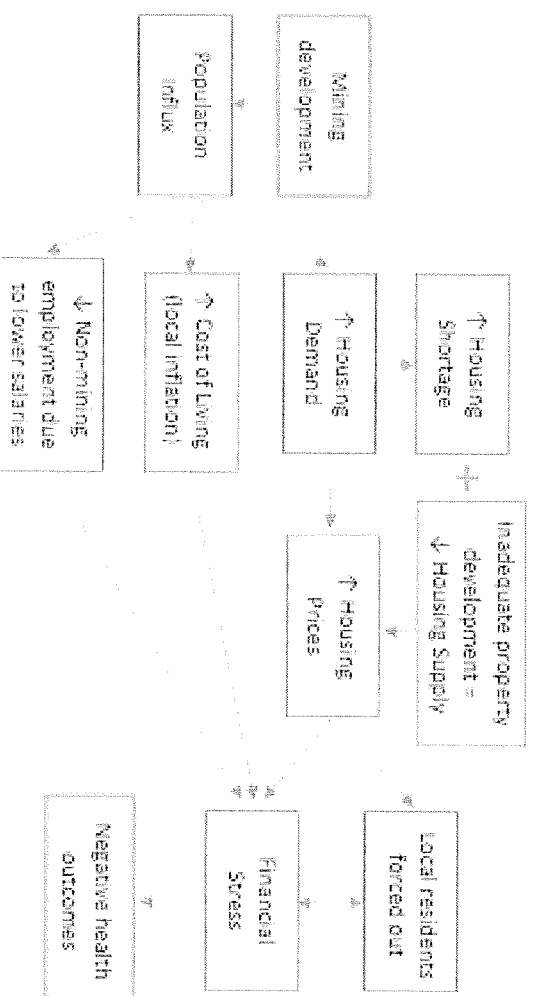 Mining
development
Population
Influx
↑ Housing
Shortage
↑ Housing
Demand
↑ Cost of Living
(local inflation)
↓ Non-mining
employment due
to lower salaries
+
Inadequate property
development =
↓ Housing Supply
↑ Housing
Prices
Local residents
forced out
Financial
Stress
Negative health
outcomes